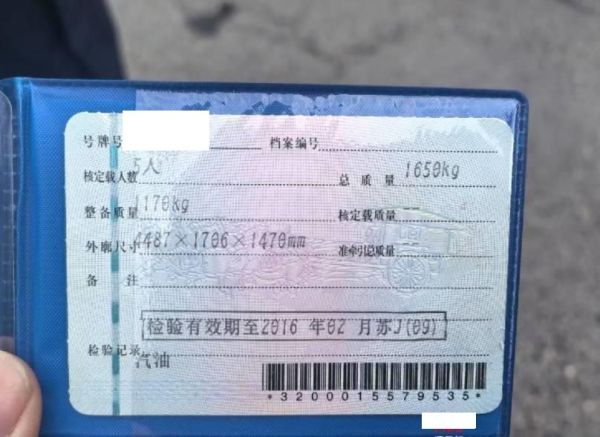 号牌号 档案编号
核定载人数 5人 总质量 1650kg
整备质量 1170kg 核定载质量
外廓尺寸 4487×1706×1470mm 准牵引总质量
备注
检验有效期至2016 年02 月苏J(09)
检验记录
汽油
*3200015579535*